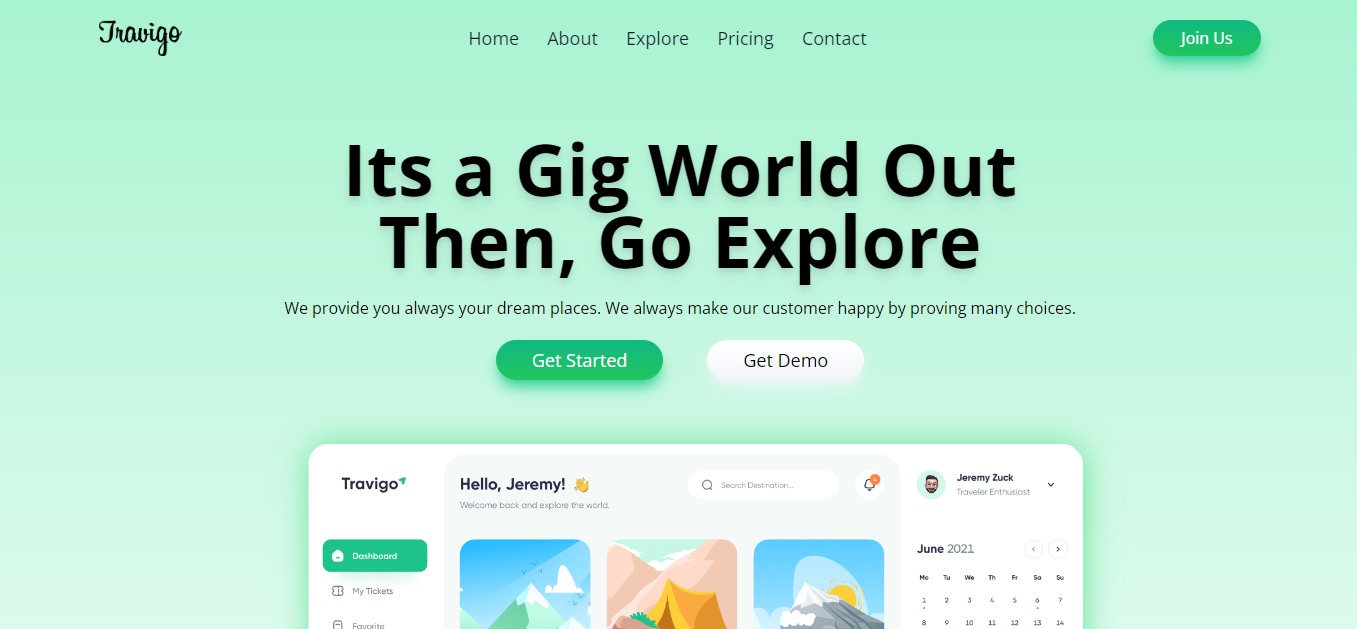 Travigo
Home About Explore Pricing Contact
Join Us
Its a Gig World Out
Then, Go Explore
We provide you always your dream places. We always make our customer happy by proving many choices.
Get Started
Get Demo
Travigo
Dashboard
My Tickets
Favorite
Hello, Jeremy! 👋
Welcome back and explore the world.
Search Destination...
Jeremy Zuck
Traveler Enthusiast
June 2021
Mo Tu We Th Fr Sa Su
1 2 3 4 5 6 7
8 9 10 11 12 13 14